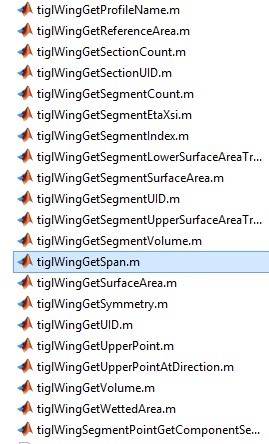 tiglWingGetProfileName.m
tiglWingGetReferenceArea.m
tiglWingGetSectionCount.m
tiglWingGetSectionUID.m
tiglWingGetSegmentCount.m
tiglWingGetSegmentEtaXsi.m
tiglWingGetSegmentIndex.m
tiglWingGetSegmentLowerSurfaceAreaTr...
tiglWingGetSegmentSurfaceArea.m
tiglWingGetSegmentUID.m
tiglWingGetSegmentUpperSurfaceAreaTr...
tiglWingGetSegmentVolume.m
tiglWingGetSpan.m
tiglWingGetSurfaceArea.m
tiglWingGetSymmetry.m
tiglWingGetUID.m
tiglWingGetUpperPoint.m
tiglWingGetUpperPointAtDirection.m
tiglWingGetVolume.m
tiglWingGetWettedArea.m
tiglWingSegmentPointGetComponentSe...